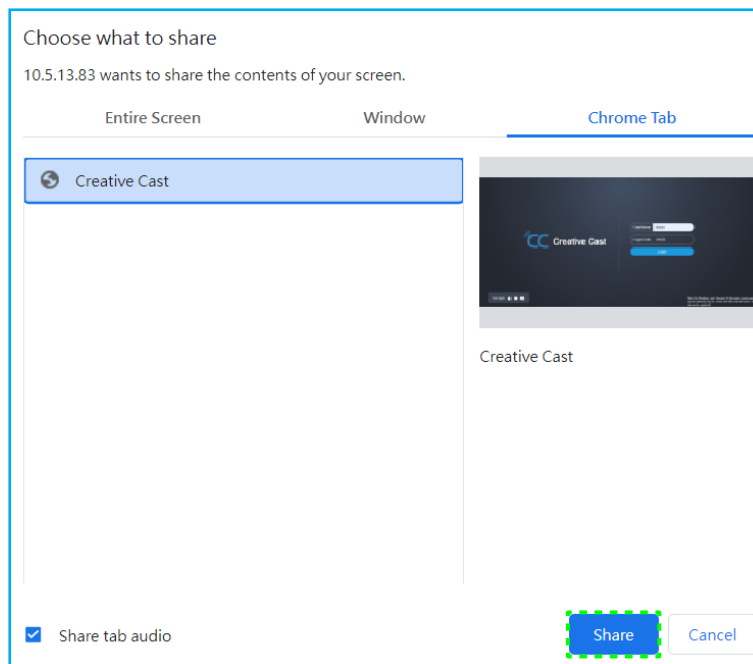 Choose what to share
10.5.13.83 wants to share the contents of your screen.
Entire Screen
Window
Chrome Tab
Creative Cast
CC Creative Cast
Login
Creative Cast
Share tab audio
Share
Cancel